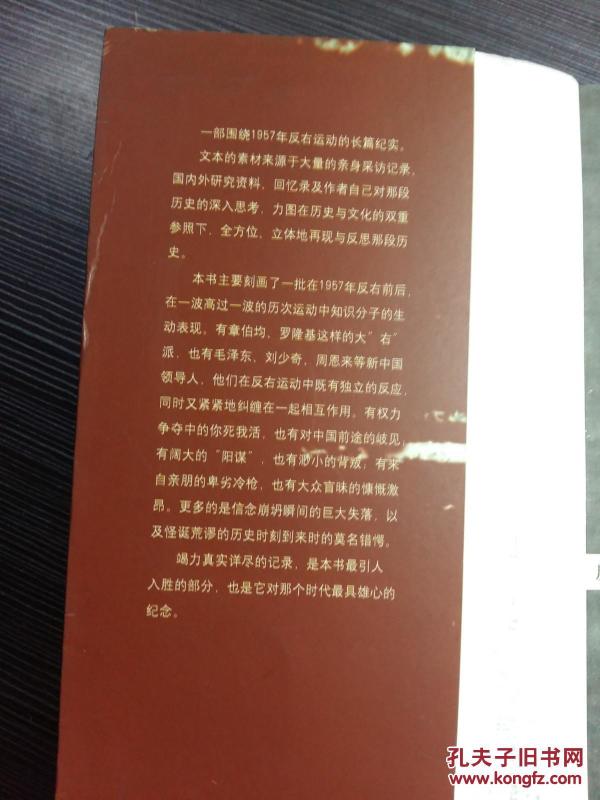 一部围绕1957年反右运动的长篇纪实。
文本的素材来源于大量的亲身采访记录，
国内外研究资料，回忆录及作者自己对那段
历史的深入思考，力图在历史与文化的双重
参照下，全方位，立体地再现与反思那段历
史。
本书主要刻画了一批在1957年反右前后，
在一波高过一波的历次运动中知识分子的生
动表现。有章伯均、罗隆基这样的大“右”
派，也有毛泽东、刘少奇，周恩来等新中国
领导人，他们在反右运动中既有独立的反应，
同时又紧紧地纠缠在一起相互作用。有权力
争夺中的你死我活，也有对中国前途的歧见，
有阔大的“阳谋”，也有渺小的背叛，有来
自亲朋的卑劣冷枪，也有大众盲昧的慷慨激
昂。更多的是信念崩坍瞬间的巨大失落，以
及怪诞荒谬的历史时刻到来时的莫名错愕。
竭力真实详尽的记录，是本书最引人
入胜的部分，也是它对那个时代最具雄心的
纪念。
孔夫子旧书网
www.kongfz.com